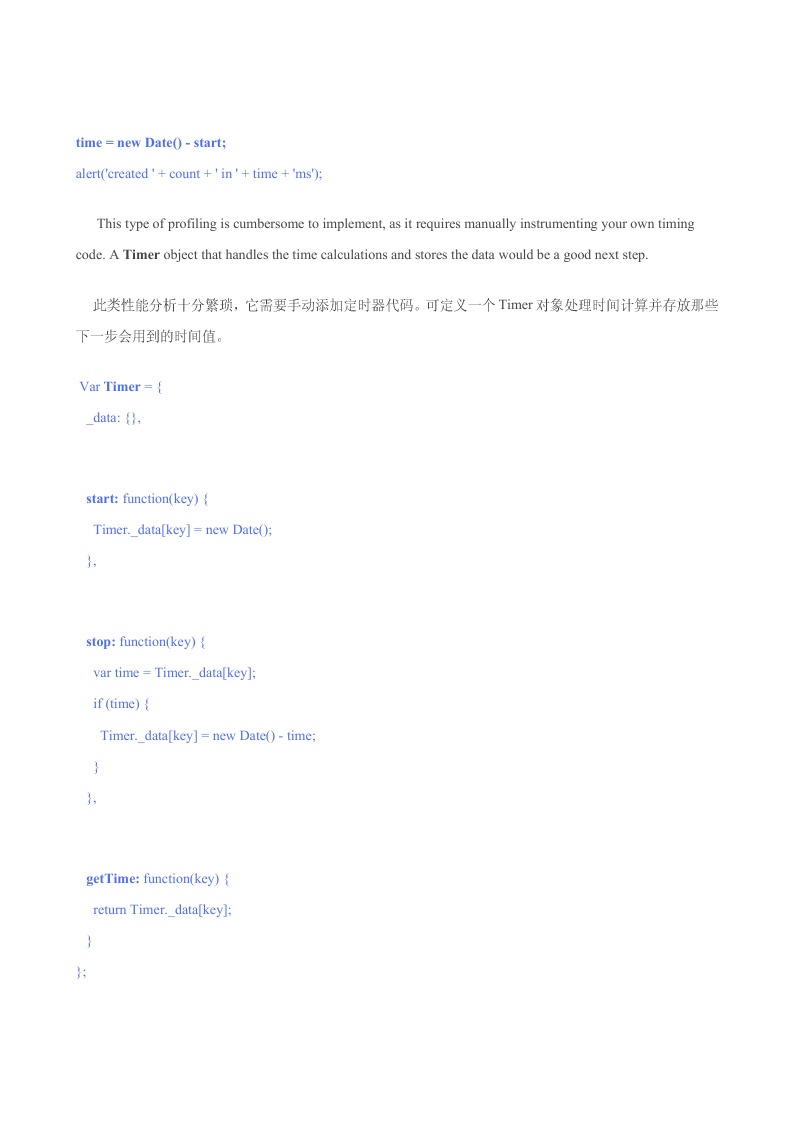 time = new Date() - start;
alert('created ' + count + ' in ' + time + 'ms');
This type of profiling is cumbersome to implement, as it requires manually instrumenting your own timing
code. A Timer object that handles the time calculations and stores the data would be a good next step.
此类性能分析十分繁琐，它需要手动添加定时器代码。可定义一个 Timer 对象处理时间计算并存放那些
下一步会用到的时间值。
Var Timer = {
_data: {},
start: function(key) {
Timer._data[key] = new Date();
},
stop: function(key) {
var time = Timer._data[key];
if (time) {
Timer._data[key] = new Date() - time;
}
},
getTime: function(key) {
return Timer._data[key];
}
};